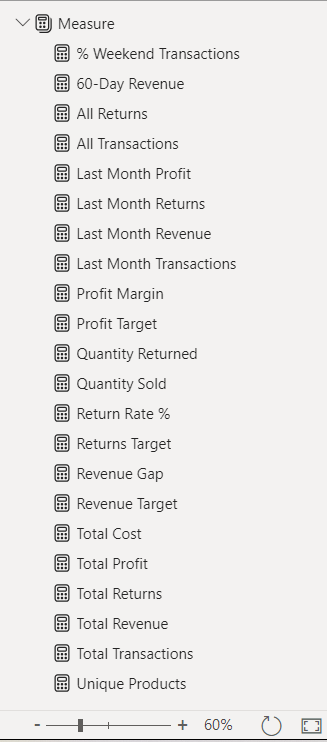 Measure
% Weekend Transactions
60-Day Revenue
All Returns
All Transactions
Last Month Profit
Last Month Returns
Last Month Revenue
Last Month Transactions
Profit Margin
Profit Target
Quantity Returned
Quantity Sold
Return Rate %
Returns Target
Revenue Gap
Revenue Target
Total Cost
Total Profit
Total Returns
Total Revenue
Total Transactions
Unique Products
- + 60%